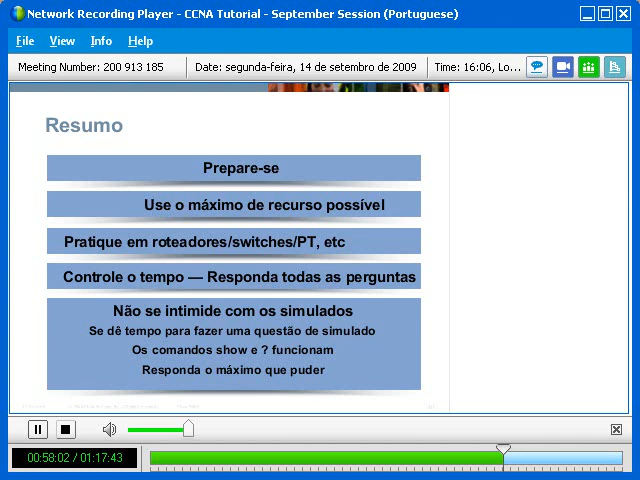 Network Recording Player - CCNA Tutorial - September Session (Portuguese)
File View Info Help
Meeting Number: 200 913 185 Date: segunda-feira, 14 de setembro de 2009 Time: 16:06, Lo...
Resumo
Prepare-se
Use o máximo de recurso possível
Pratique em roteadores/switches/PT, etc
Controle o tempo — Responda todas as perguntas
Não se intimide com os simulados
Se dê tempo para fazer uma questão de simulado
Os comandos show e ? funcionam
Responda o máximo que puder
00:58:02 / 01:17:43